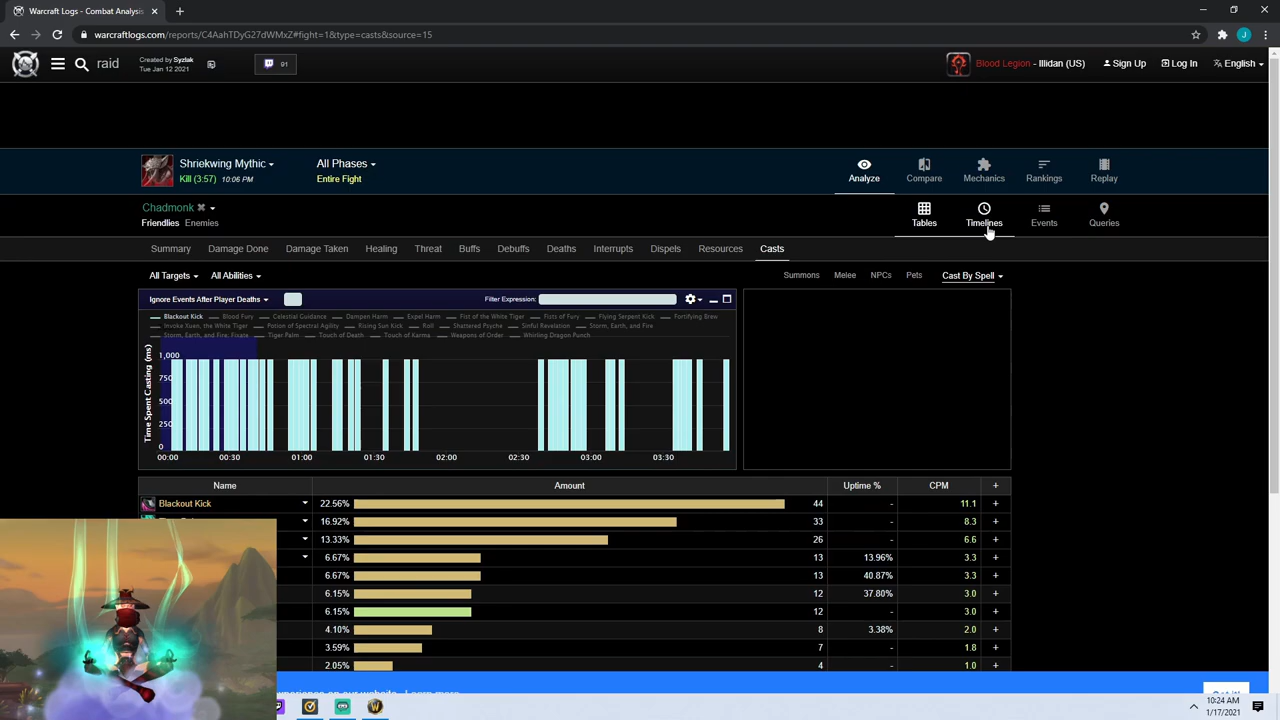 Warcraft Logs - Combat Analysis
warcraftlogs.com/reports/C4AahTDyG27dWMxZ#fight=1&type=casts&source=15
J
raid
Created by Syzlak
Tue Jan 12 2021
91
Blood Legion - Illidan (US)
Sign Up
Log In
English
Shriekwing Mythic
Kill (3:57) 10:06 PM
All Phases
Entire Fight
Analyze
Compare
Mechanics
Rankings
Replay
Chadmonk
Friendlies Enemies
Tables
Timelines
Events
Queries
Summary Damage Done Damage Taken Healing Threat Buffs Debuffs Deaths Interrupts Dispels Resources Casts
All Targets All Abilities
Summons Melee NPCs Pets Cast By Spell
Ignore Events After Player Deaths
Filter Expression:
Blackout Kick Blood Fury Celestial Guidance Dampen Harm Expel Harm Fist of the White Tiger Fists of Fury Flying Serpent Kick Fortifying Brew
Invoke Xuen, the White Tiger Potion of Spectral Agility Rising Sun Kick Roll Shattered Psyche Sinful Revelation Storm, Earth, and Fire
Storm, Earth, and Fire: Fixate Tiger Palm Touch of Death Touch of Karma Weapons of Order Whirling Dragon Punch
Time Spent Casting (ms)
1,000
750
500
250
0
00:00 00:30 01:00 01:30 02:00 02:30 03:00 03:30
Name Amount Uptime % CPM +
Blackout Kick 22.56% 44 - 11.1 +
16.92% 33 - 8.3 +
13.33% 26 - 6.6 +
6.67% 13 13.96% 3.3 +
6.67% 13 40.87% 3.3 +
6.15% 12 37.80% 3.0 +
6.15% 12 - 3.0 +
4.10% 8 3.38% 2.0 +
3.59% 7 - 1.8 +
2.05% 4 - 1.0 +
experience on our website. Learn more
Got it!
10:24 AM
1/17/2021